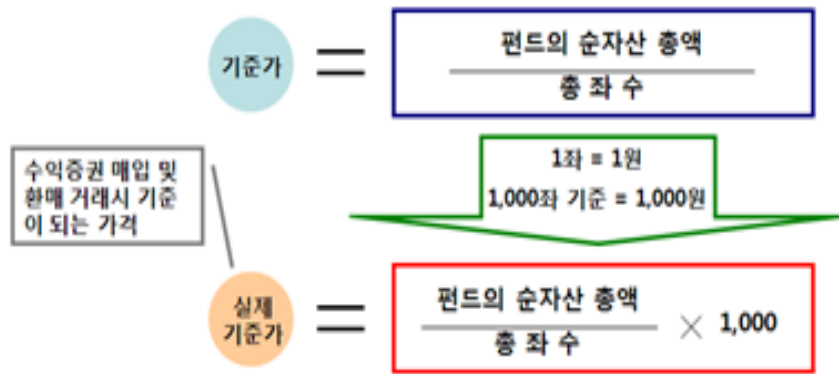 기준가
=
펀드의 순자산 총액
총 좌 수
수익증권 매입 및
환매 거래시 기준
이 되는 가격
1좌 = 1원
1,000좌 기준 = 1,000원
실제
기준가
=
펀드의 순자산 총액
총 좌 수
× 1,000